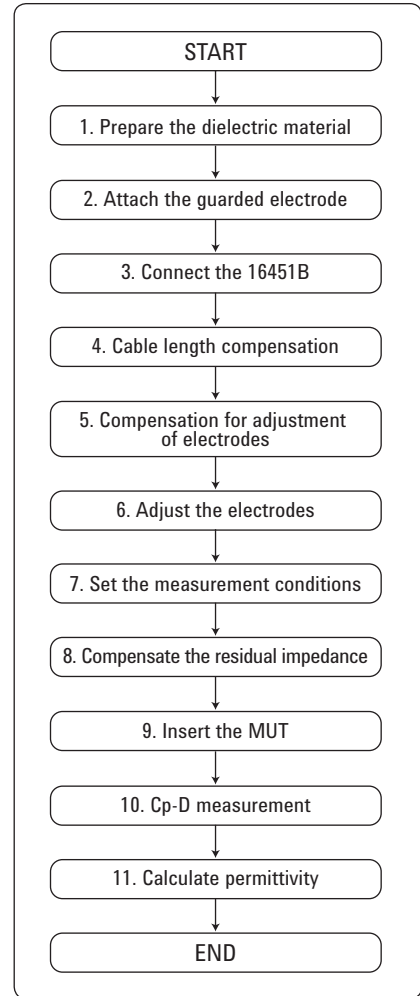 START
1. Prepare the dielectric material
2. Attach the guarded electrode
3. Connect the 16451B
4. Cable length compensation
5. Compensation for adjustment
of electrodes
6. Adjust the electrodes
7. Set the measurement conditions
8. Compensate the residual impedance
9. Insert the MUT
10. Cp-D measurement
11. Calculate permittivity
END